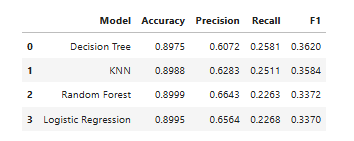 Model Accuracy Precision Recall F1
0 Decision Tree 0.8975 0.6072 0.2581 0.3620
1 KNN 0.8988 0.6283 0.2511 0.3584
2 Random Forest 0.8999 0.6643 0.2263 0.3372
3 Logistic Regression 0.8995 0.6564 0.2268 0.3370